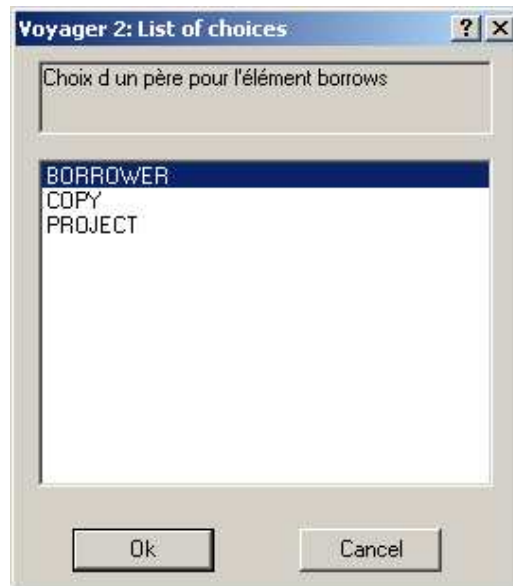 Voyager 2: List of choices
Choix d un père pour l'élément borrows
BORROWER
COPY
PROJECT
Ok
Cancel